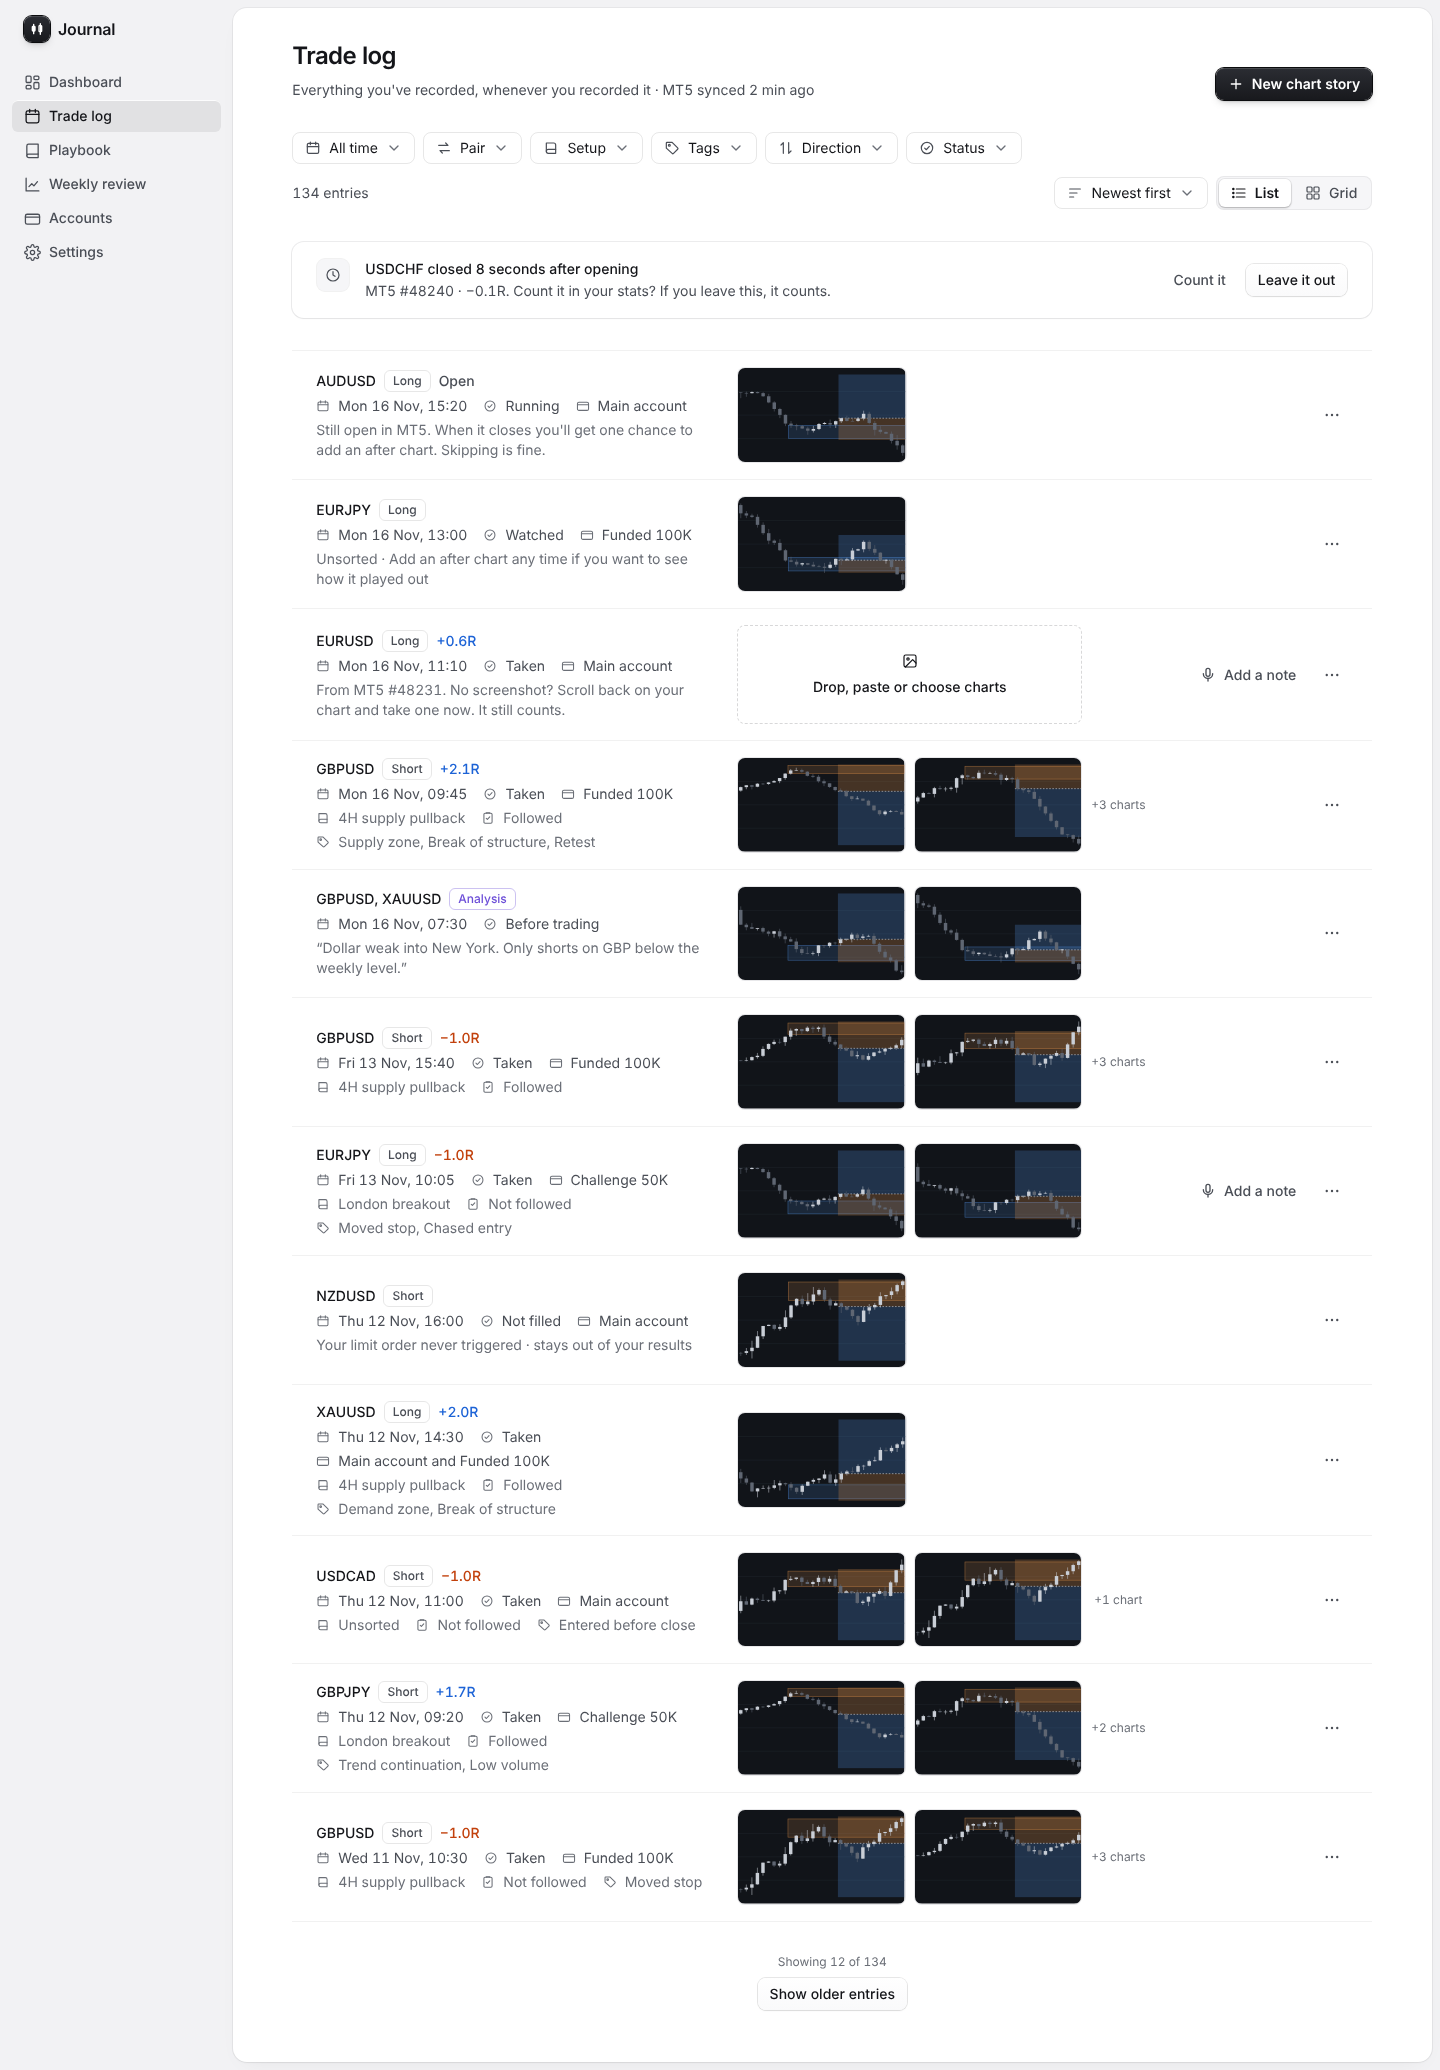 Journal
Dashboard
Trade log
Playbook
Weekly review
Accounts
Settings
Trade log
Everything you've recorded, whenever you recorded it · MT5 synced 2 min ago
New chart story
All time
Pair
Setup
Tags
Direction
Status
134 entries
Newest first
List
Grid
USDCHF closed 8 seconds after opening
MT5 #48240 · −0.1R. Count it in your stats? If you leave this, it counts.
Count it
Leave it out
AUDUSD Long Open
Mon 16 Nov, 15:20 Running Main account
Still open in MT5. When it closes you'll get one chance to
add an after chart. Skipping is fine.
EURJPY Long
Mon 16 Nov, 13:00 Watched Funded 100K
Unsorted · Add an after chart any time if you want to see
how it played out
EURUSD Long +0.6R
Mon 16 Nov, 11:10 Taken Main account
From MT5 #48231. No screenshot? Scroll back on your
chart and take one now. It still counts.
Drop, paste or choose charts
Add a note
GBPUSD Short +2.1R
Mon 16 Nov, 09:45 Taken Funded 100K
4H supply pullback Followed
Supply zone, Break of structure, Retest
+3 charts
GBPUSD, XAUUSD Analysis
Mon 16 Nov, 07:30 Before trading
“Dollar weak into New York. Only shorts on GBP below the
weekly level.”
GBPUSD Short −1.0R
Fri 13 Nov, 15:40 Taken Funded 100K
4H supply pullback Followed
+3 charts
EURJPY Long −1.0R
Fri 13 Nov, 10:05 Taken Challenge 50K
London breakout Not followed
Moved stop, Chased entry
Add a note
NZDUSD Short
Thu 12 Nov, 16:00 Not filled Main account
Your limit order never triggered · stays out of your results
XAUUSD Long +2.0R
Thu 12 Nov, 14:30 Taken
Main account and Funded 100K
4H supply pullback Followed
Demand zone, Break of structure
USDCAD Short −1.0R
Thu 12 Nov, 11:00 Taken Main account
Unsorted Not followed Entered before close
+1 chart
GBPJPY Short +1.7R
Thu 12 Nov, 09:20 Taken Challenge 50K
London breakout Followed
Trend continuation, Low volume
+2 charts
GBPUSD Short −1.0R
Wed 11 Nov, 10:30 Taken Funded 100K
4H supply pullback Not followed Moved stop
+3 charts
Showing 12 of 134
Show older entries